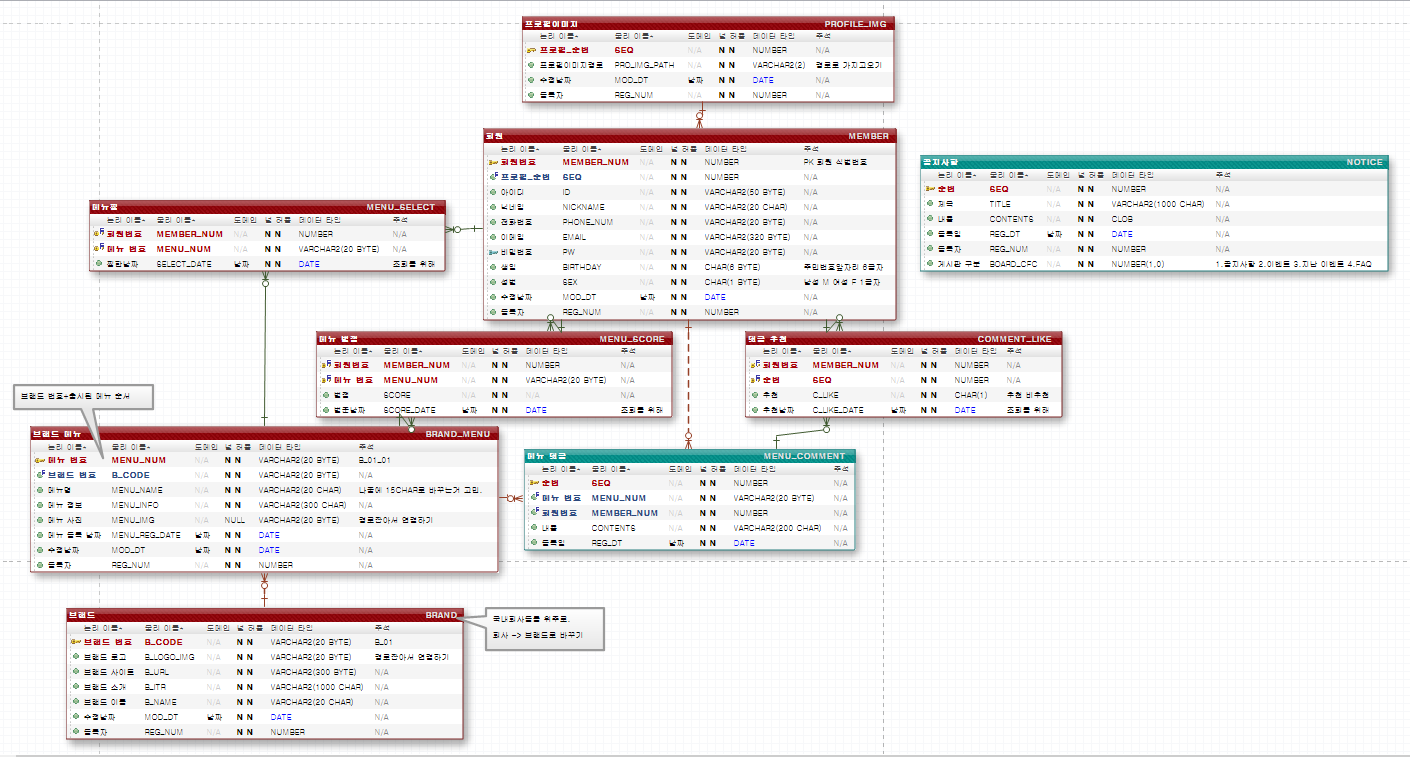 프로필이미지 PROFILE_IMG
논리 이름 물리 이름 도메인 널 허용 데이터 타입 주석
프로필_순번 SEQ N/A N N NUMBER N/A
프로필이미지경로 PRO_IMG_PATH N/A N N VARCHAR2(2) 경로로 가지고오기
수정날짜 MOD_DT 날짜 N N DATE N/A
등록자 REG_NUM N/A N N NUMBER N/A
회원 MEMBER
논리 이름 물리 이름 도메인 널 허용 데이터 타입 주석
회원번호 MEMBER_NUM N/A N N NUMBER PK 회원 식별번호
프로필_순번 SEQ N/A N N NUMBER N/A
아이디 ID N/A N N VARCHAR2(50 BYTE) N/A
닉네임 NICKNAME N/A N N VARCHAR2(20 CHAR) N/A
전화번호 PHONE_NUM N/A N N VARCHAR2(20 BYTE) N/A
이메일 EMAIL N/A N N VARCHAR2(320 BYTE) N/A
비밀번호 PW N/A N N VARCHAR2(20 BYTE) N/A
생일 BIRTHDAY N/A N N CHAR(6 BYTE) 주민번호앞자리 6글자
성별 SEX N/A N N CHAR(1 BYTE) 남성 M 여성 F 1글자
수정날짜 MOD_DT 날짜 N N DATE N/A
등록자 REG_NUM N/A N N NUMBER N/A
공지사항 NOTICE
논리 이름 물리 이름 도메인 널 허용 데이터 타입 주석
순번 SEQ N/A N N NUMBER N/A
제목 TITLE N/A N N VARCHAR2(1000 CHAR) N/A
내용 CONTENTS N/A N N CLOB N/A
등록일 REG_DT 날짜 N N DATE N/A
등록자 REG_NUM N/A N N NUMBER N/A
게시판 구분 BOARD_CFC N/A N N NUMBER(1,0) 1.공지사항 2.이벤트 3.지난 이벤트 4.FAQ
메뉴찜 MENU_SELECT
논리 이름 물리 이름 도메인 널 허용 데이터 타입 주석
회원번호 MEMBER_NUM N/A N N NUMBER N/A
메뉴 번호 MENU_NUM N/A N N VARCHAR2(20 BYTE) N/A
찜한날짜 SELECT_DATE 날짜 N N DATE 조회를 위해
메뉴 별점 MENU_SCORE
논리 이름 물리 이름 도메인 널 허용 데이터 타입 주석
회원번호 MEMBER_NUM N/A N N NUMBER N/A
메뉴 번호 MENU_NUM N/A N N VARCHAR2(20 BYTE) N/A
별점 SCORE N/A N N N/A N/A
별준날짜 SCORE_DATE 날짜 N N DATE 조회를 위해
댓글 추천 COMMENT_LIKE
논리 이름 물리 이름 도메인 널 허용 데이터 타입 주석
회원번호 MEMBER_NUM N/A N N NUMBER N/A
순번 SEQ N/A N N NUMBER N/A
추천 C_LIKE N/A N N CHAR(1) 추천 비추천
추천날짜 C_LIKE_DATE 날짜 N N DATE 조회를 위해
브랜드 번호+출시된 메뉴 순서
브랜드 메뉴 BRAND_MENU
논리 이름 물리 이름 도메인 널 허용 데이터 타입 주석
메뉴 번호 MENU_NUM N/A N N VARCHAR2(20 BYTE) B_01_01
브랜드 번호 B_CODE N/A N N VARCHAR2(20 BYTE) N/A
메뉴명 MENU_NAME N/A N N VARCHAR2(20 CHAR) 나중에 15CHAR로 바꾸는거 고민.
메뉴 정보 MENU_INFO N/A N N VARCHAR2(300 CHAR) N/A
메뉴 사진 MENU_IMG N/A NULL VARCHAR2(20 BYTE) 경로잡아서 연결하기
메뉴 등록 날짜 MENU_REG_DATE 날짜 N N DATE N/A
수정날짜 MOD_DT 날짜 N N DATE N/A
등록자 REG_NUM N/A N N NUMBER N/A
메뉴 댓글 MENU_COMMENT
논리 이름 물리 이름 도메인 널 허용 데이터 타입 주석
순번 SEQ N/A N N NUMBER N/A
메뉴 번호 MENU_NUM N/A N N VARCHAR2(20 BYTE) N/A
회원번호 MEMBER_NUM N/A N N NUMBER N/A
내용 CONTENTS N/A N N VARCHAR2(200 CHAR) N/A
등록일 REG_DT 날짜 N N DATE N/A
브랜드 BRAND
논리 이름 물리 이름 도메인 널 허용 데이터 타입 주석
브랜드 번호 B_CODE N/A N N VARCHAR2(20 BYTE) B_01
브랜드 로고 B_LOGO_IMG N/A N N VARCHAR2(20 BYTE) 경로잡아서 연결하기
브랜드 사이트 B_URL N/A N N VARCHAR2(300 BYTE) N/A
브랜드 소개 B_ITR N/A N N VARCHAR2(1000 CHAR) N/A
브랜드 이름 B_NAME N/A N N VARCHAR2(20 CHAR) N/A
수정날짜 MOD_DT 날짜 N N DATE N/A
등록자 REG_NUM N/A N N NUMBER N/A
국내회사들을 위주로.
회사 -> 브랜드로 바꾸기